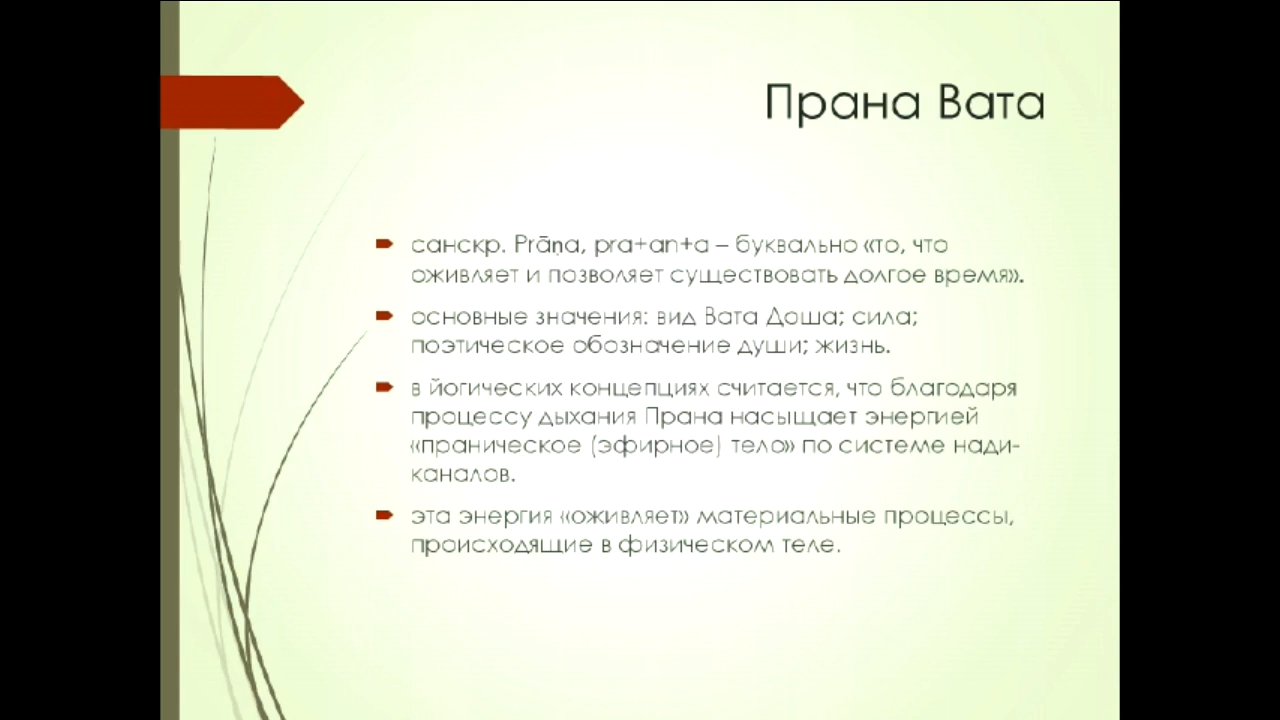 Прана Вата
санскр. Prāṇa, pra+an+a – буквально «то, что
оживляет и позволяет существовать долгое время».
основные значения: вид Вата Доша; сила;
поэтическое обозначение души; жизнь.
в йогических концепциях считается, что благодаря
процессу дыхания Прана насыщает энергией
«праническое (эфирное) тело» по системе нади-
каналов.
эта энергия «оживляет» материальные процессы,
происходящие в физическом теле.